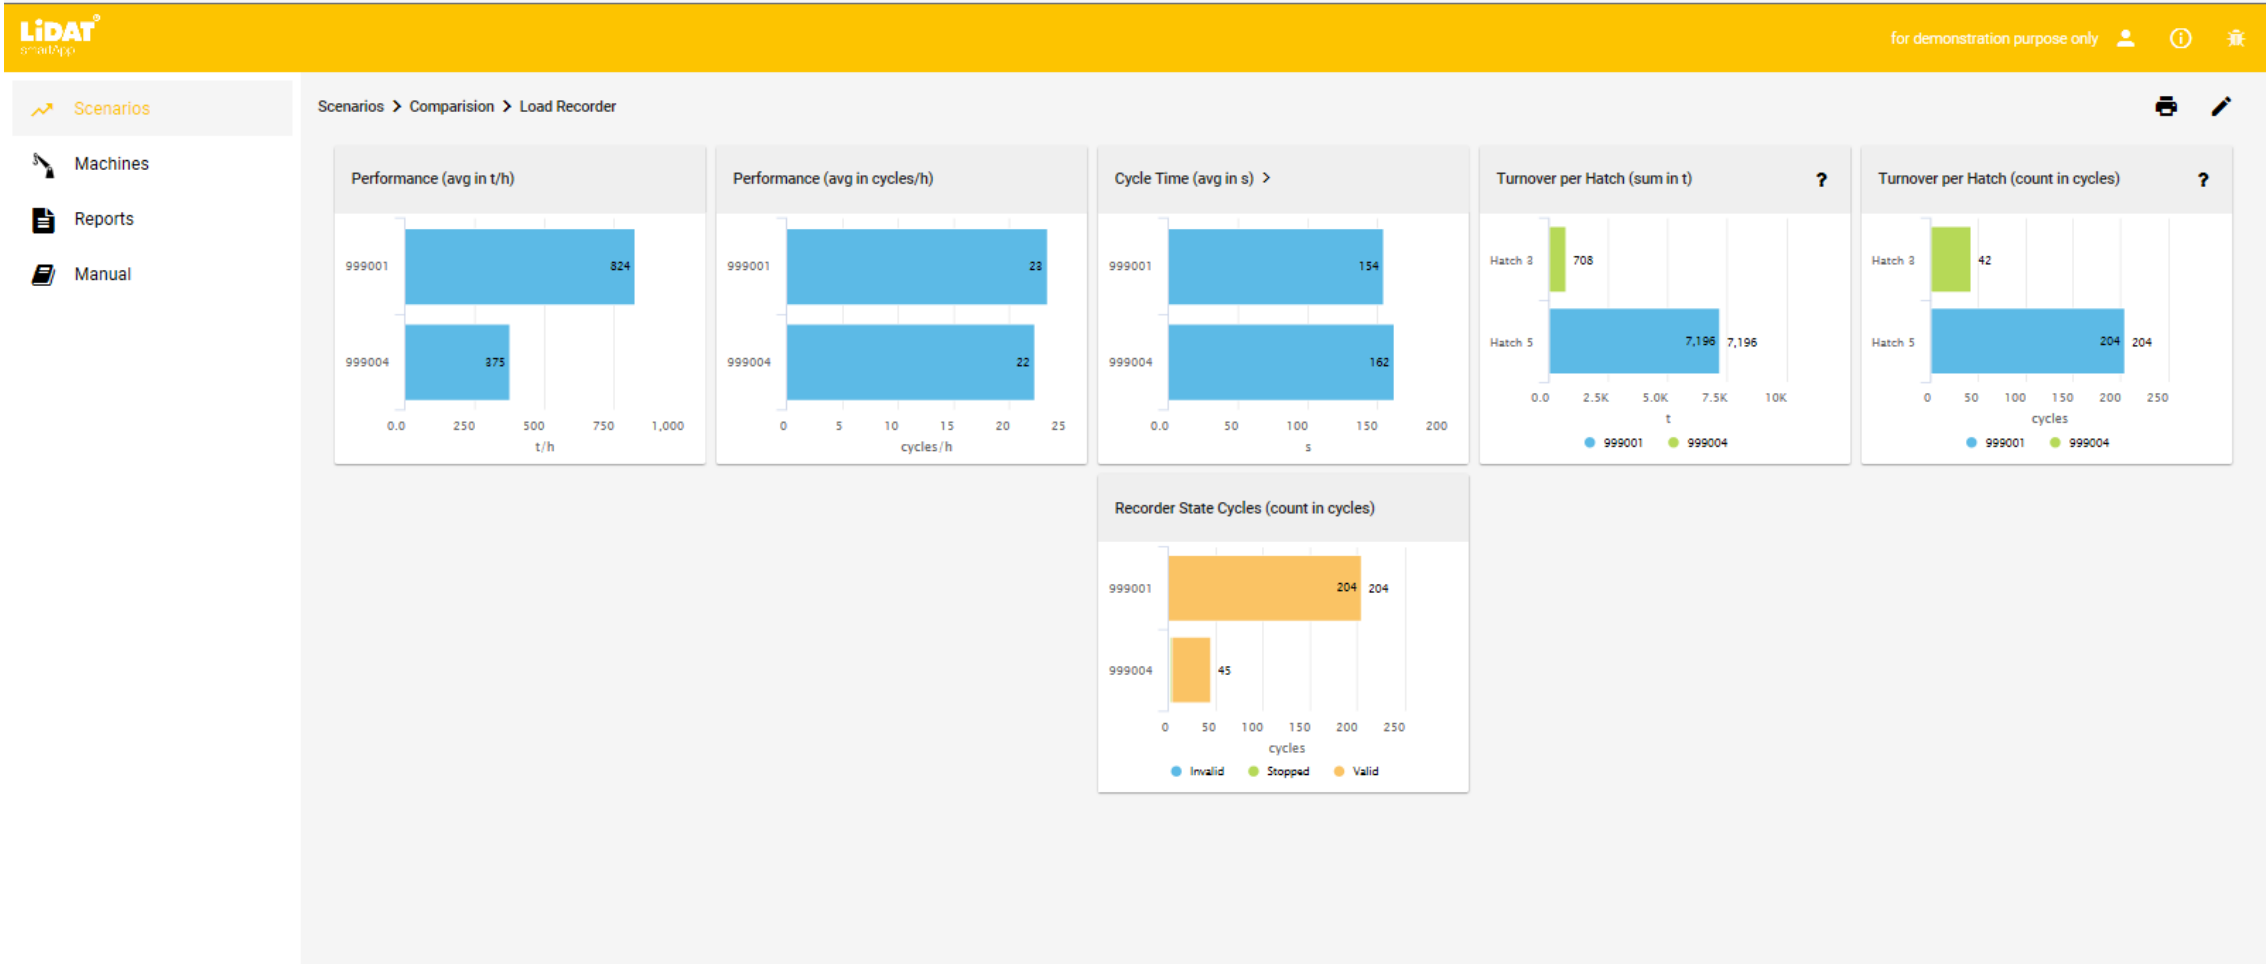 LiDAT
smartApp
for demonstration purpose only
Scenarios
Machines
Reports
Manual
Scenarios > Comparision > Load Recorder
Performance (avg in t/h)
999001
824
999004
375
0.0 250 500 750 1,000
t/h
Performance (avg in cycles/h)
999001
23
999004
22
0 5 10 15 20 25
cycles/h
Cycle Time (avg in s) >
999001
154
999004
162
0.0 50 100 150 200
s
Turnover per Hatch (sum in t) ?
Hatch 3
708
Hatch 5
7,196 7,196
0.0 2.5K 5.0K 7.5K 10K
t
999001 999004
Turnover per Hatch (count in cycles) ?
Hatch 3
42
Hatch 5
204 204
0 50 100 150 200 250
cycles
999001 999004
Recorder State Cycles (count in cycles)
999001
204 204
999004
45
0 50 100 150 200 250
cycles
Invalid Stopped Valid